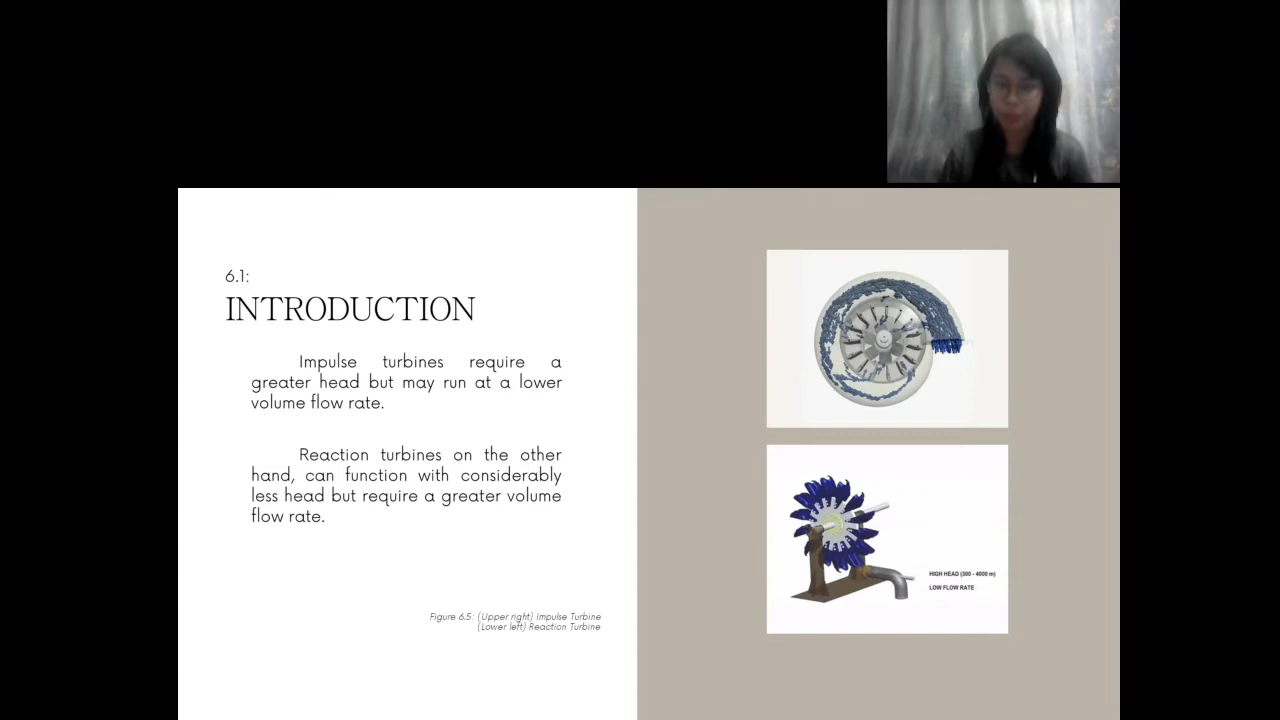 6.1:
INTRODUCTION
Impulse turbines require a
greater head but may run at a lower
volume flow rate.
Reaction turbines on the other
hand, can function with considerably
less head but require a greater volume
flow rate.
Figure 6.5: (Upper right) Impulse Turbine
(Lower left) Reaction Turbine
HIGH HEAD (300 - 4000 m)
LOW FLOW RATE